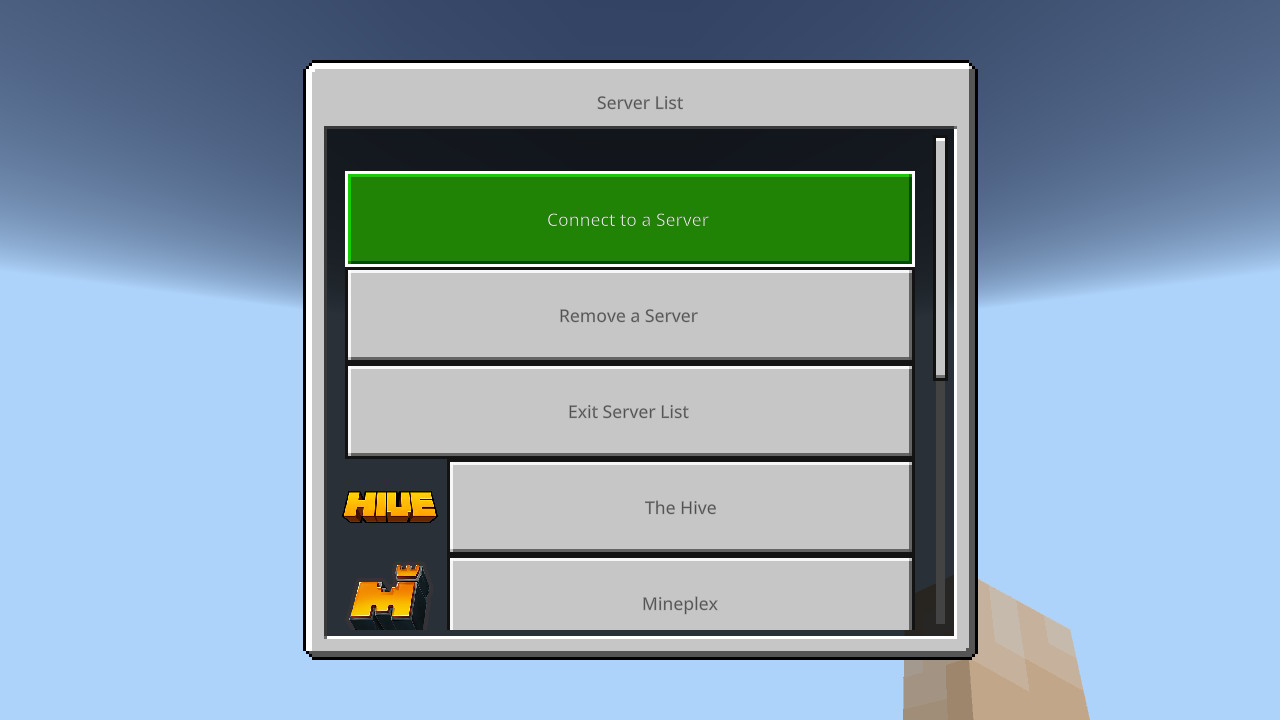 Server List
Connect to a Server
Remove a Server
Exit Server List
HIVE
The Hive
M
Mineplex